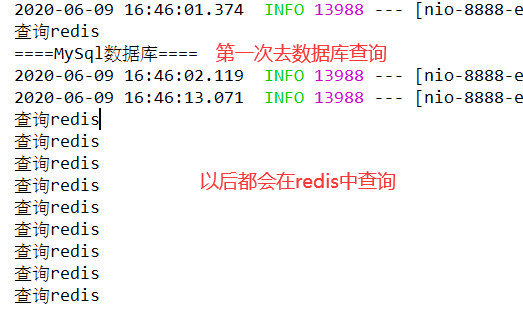 2020-06-09 16:46:01.374  INFO 13988 --- [nio-8888-e
查询redis
====MySql数据库==== 第一次去数据库查询
2020-06-09 16:46:02.119  INFO 13988 --- [nio-8888-e
2020-06-09 16:46:13.071  INFO 13988 --- [nio-8888-e
查询redis
查询redis
查询redis
查询redis 以后都会在redis中查询
查询redis
查询redis
查询redis
查询redis
查询redis